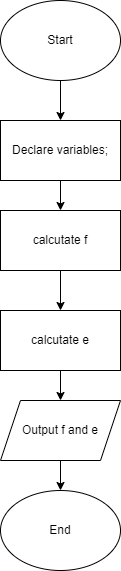 Start
Declare variables;
calcutate f
calcutate e
Output f and e
End